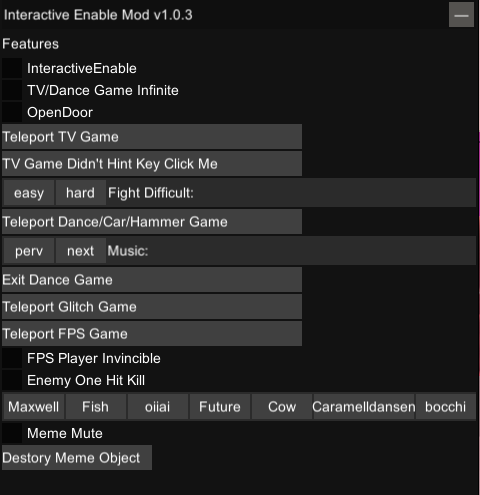 Interactive Enable Mod v1.0.3
Features
InteractiveEnable
TV/Dance Game Infinite
OpenDoor
Teleport TV Game
TV Game Didn't Hint Key Click Me
easy hard Fight Difficult:
Teleport Dance/Car/Hammer Game
perv next Music:
Exit Dance Game
Teleport Glitch Game
Teleport FPS Game
FPS Player Invincible
Enemy One Hit Kill
Maxwell Fish oiiai Future Cow Caramelldansen bocchi
Meme Mute
Destory Meme Object